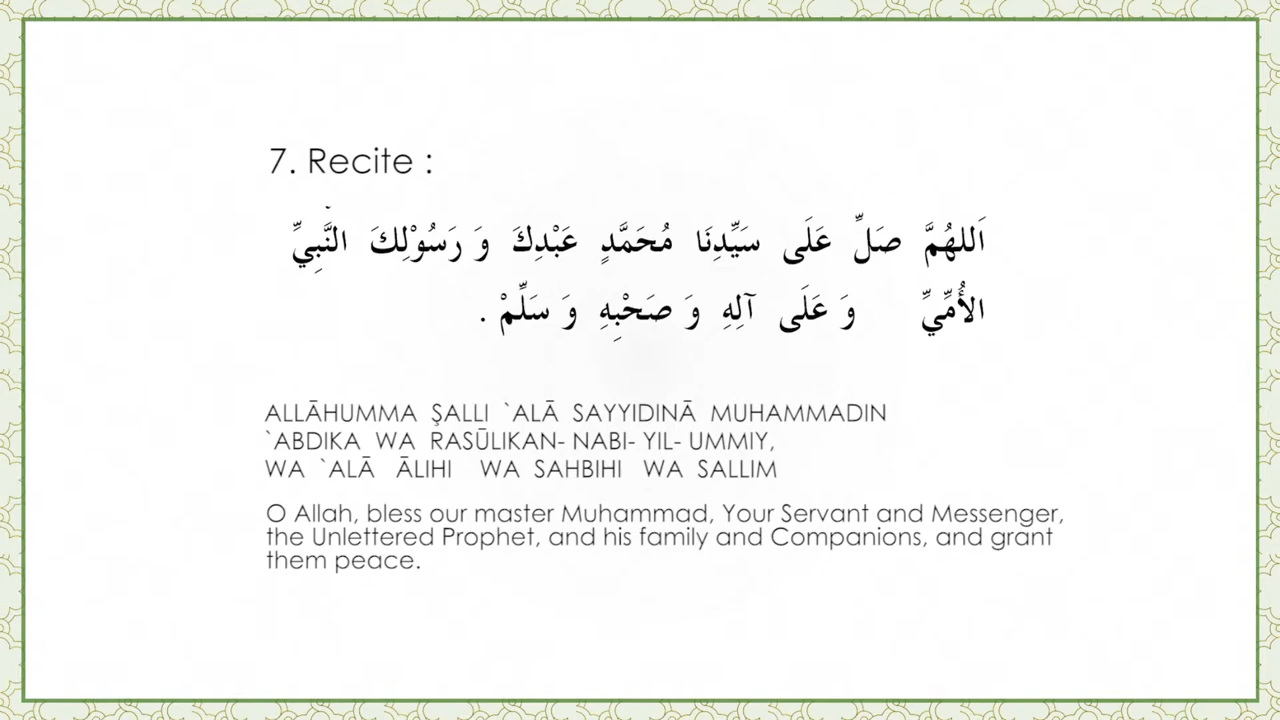 7. Recite :
اَللهُمَّ صَلِّ عَلَى سَيِّدِنَا مُحَمَّدٍ عَبْدِكَ وَ رَسُوْلِكَ النَّبِيِّ
الأُمِّيِّ وَ عَلَى آلِهِ وَ صَحْبِهِ وَ سَلِّمْ .
ALLĀHUMMA ŞALLI `ALĀ SAYYIDINĀ MUHAMMADIN
`ABDIKA WA RASŪLIKAN- NABI- YIL- UMMIY,
WA `ALĀ ĀLIHI WA SAHBIHI WA SALLIM
O Allah, bless our master Muhammad, Your Servant and Messenger,
the Unlettered Prophet, and his family and Companions, and grant
them peace.